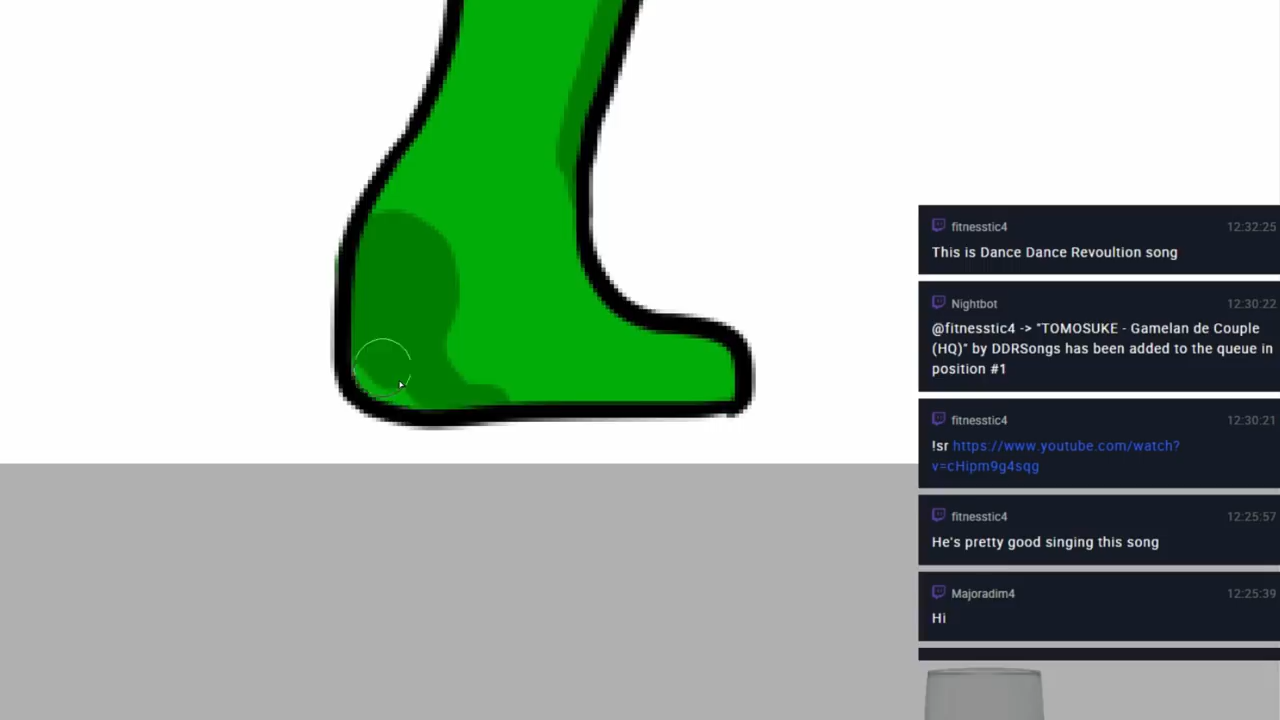 fitnesstic4 12:32:25
This is Dance Dance Revoultion song
Nightbot 12:30:22
@fitnesstic4 -> "TOMOSUKE - Gamelan de Couple
(HQ)" by DDRSongs has been added to the queue in
position #1
fitnesstic4 12:30:21
!sr https://www.youtube.com/watch?
v=cHipm9g4sqg
fitnesstic4 12:25:57
He's pretty good singing this song
Majoradim4 12:25:39
Hi